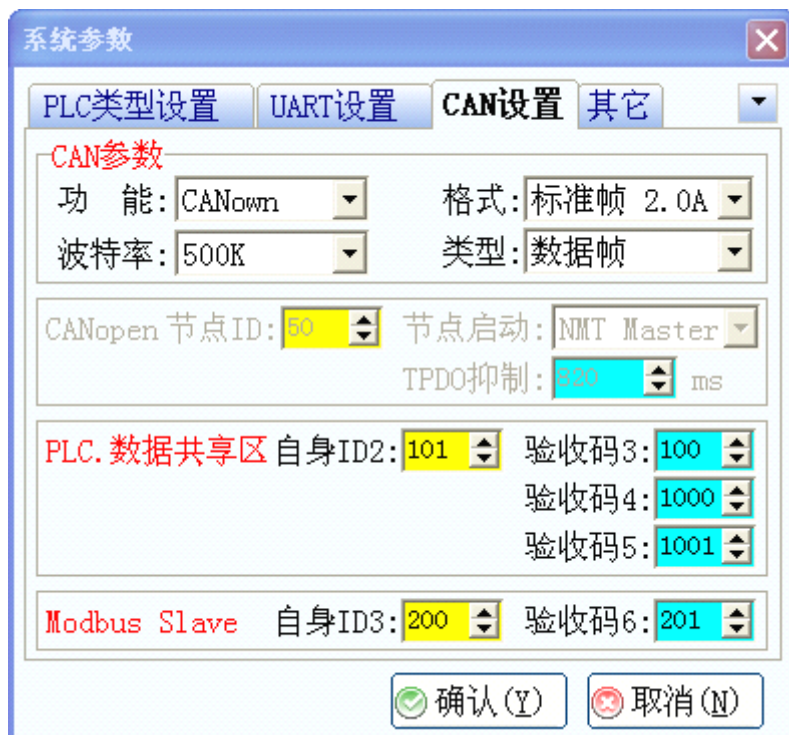 系统参数
PLC类型设置 UART设置 CAN设置 其它
CAN参数
功 能: CANown 格式: 标准帧 2.0A
波特率: 500K 类型: 数据帧
CANopen 节点ID: 50 节点启动: NMT Master
TPDO抑制: 820 ms
PLC.数据共享区 自身ID2: 101 验收码3: 100
验收码4: 1000
验收码5: 1001
Modbus Slave 自身ID3: 200 验收码6: 201
确认(Y) 取消(N)